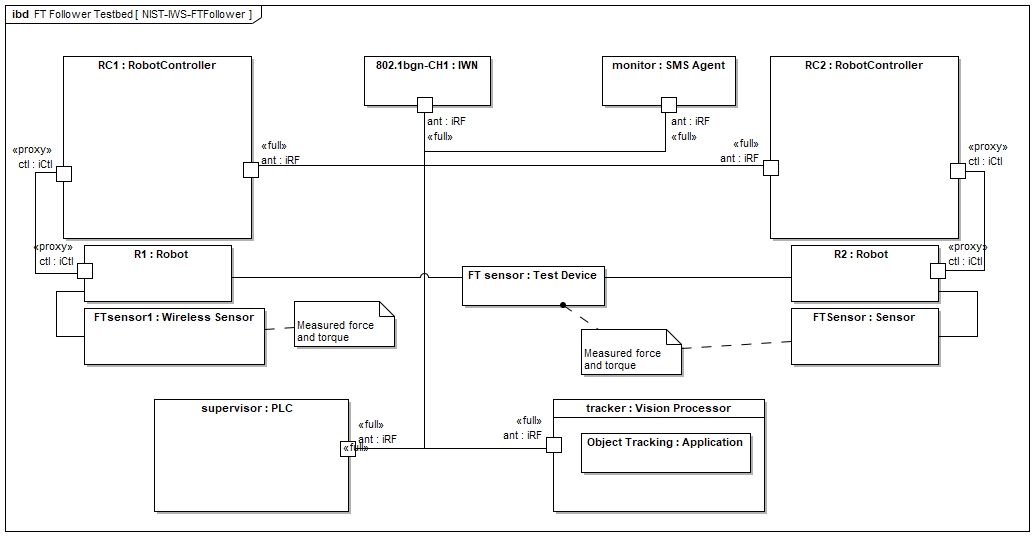 ibd FT Follower Testbed [ NIST-IWS-FTFollower ]
RC1 : RobotController
802.1bgn-CH1 : IWN
monitor : SMS Agent
RC2 : RobotController
ant : iRF
«full»
ant : iRF
«full»
«proxy»
ctl : iCtl
«full»
ant : iRF
«full»
ant : iRF
«proxy»
ctl : iCtl
«proxy»
ctl : iCtl
R1 : Robot
R2 : Robot
«proxy»
ctl : iCtl
FT sensor : Test Device
FTsensor1 : Wireless Sensor
Measured force
and torque
FTSensor : Sensor
Measured force
and torque
supervisor : PLC
«full»
ant : iRF
«full»
«full»
ant : iRF
tracker : Vision Processor
Object Tracking : Application